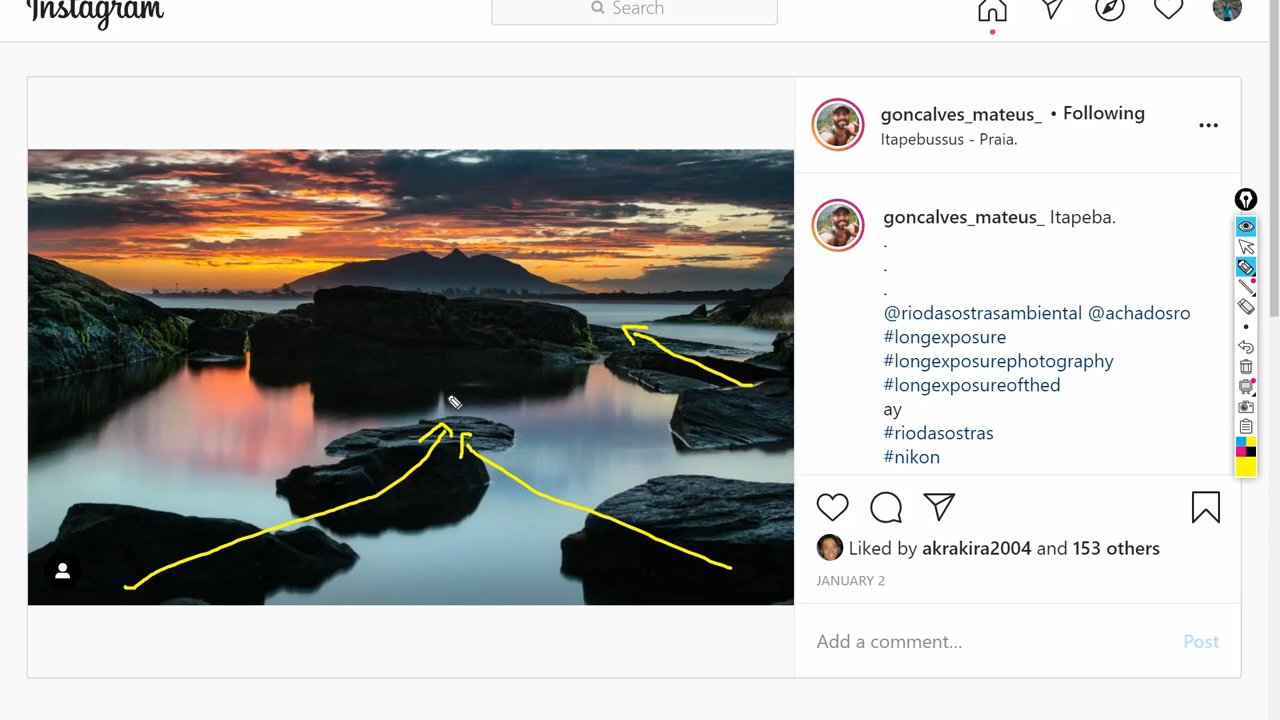 Instagram
Search
goncalves_mateus_ • Following
Itapebussus - Praia.
goncalves_mateus_ Itapeba.
.
.
.
@riodasostrasambiental @achadosro
#longexposure
#longexposurephotography
#longexposureofthed
ay
#riodasostras
#nikon
Liked by akrakira2004 and 153 others
JANUARY 2
Add a comment...
Post